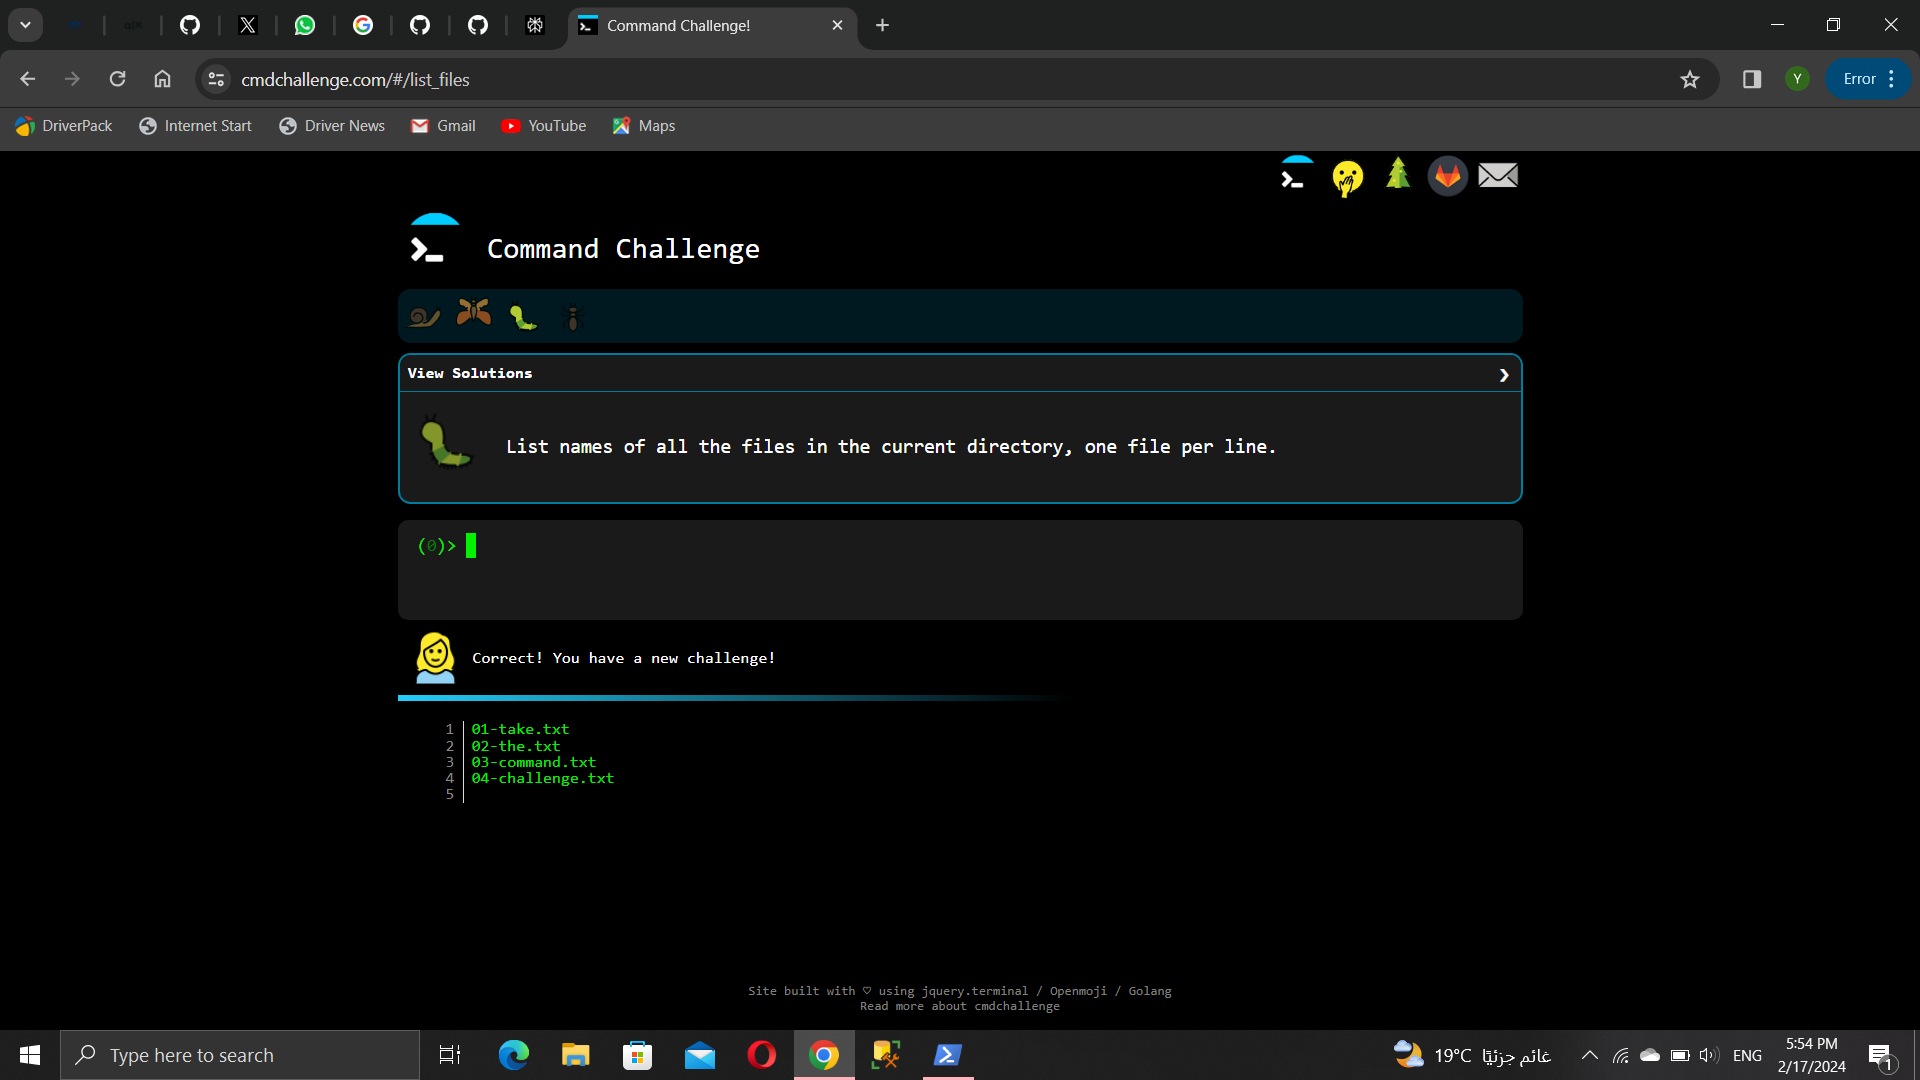 Command Challenge!
cmdchallenge.com/#/list_files
Y
Error
DriverPack
Internet Start
Driver News
Gmail
YouTube
Maps
Command Challenge
View Solutions
List names of all the files in the current directory, one file per line.
(0)>
Correct! You have a new challenge!
1 01-take.txt
2 02-the.txt
3 03-command.txt
4 04-challenge.txt
5
Site built with ♡ using jquery.terminal / Openmoji / Golang
Read more about cmdchallenge
Type here to search
19°C غائم جزئيًا
ENG
5:54 PM
2/17/2024
1